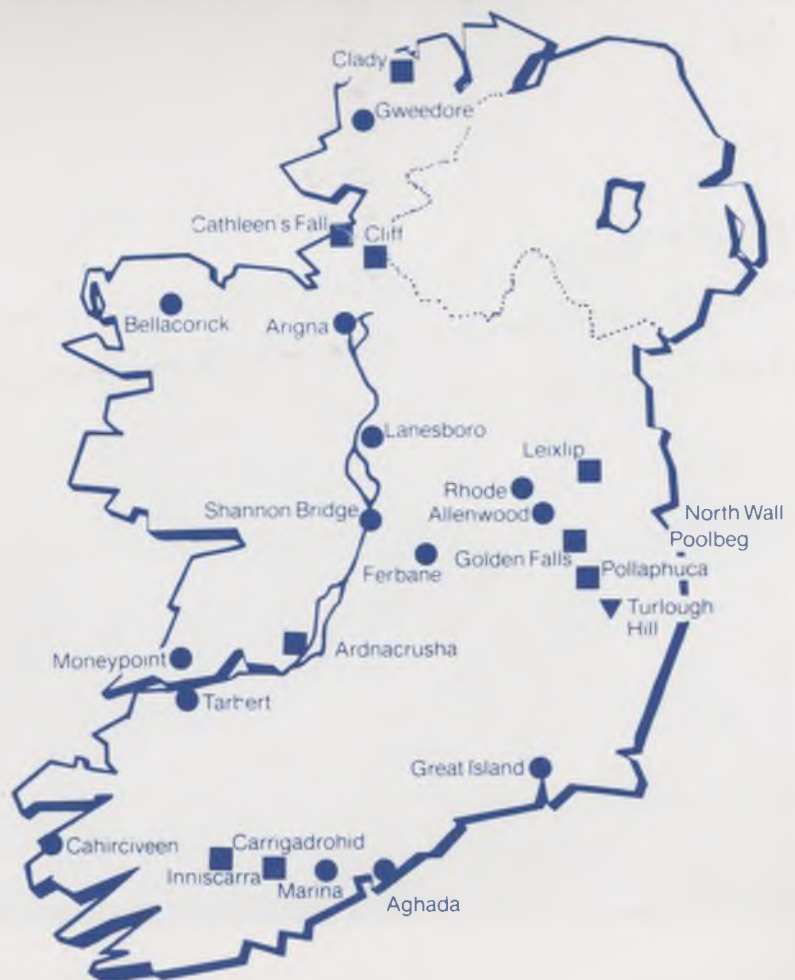 Clady
Gweedore
Cathleen s Fall
Cliff
Bellacorick
Arigna
Lanesboro
Leixlip
Rhode
Shannon Bridge
Allenwood
North Wall
Poolbeg
Golden Falls
Ferbane
Pollaphuca
Turlough
Hill
Ardnacrusha
Moneypoint
Tarbert
Great Island
Cahirciveen
Carrigadrohid
Inniscarra
Marina
Aghada